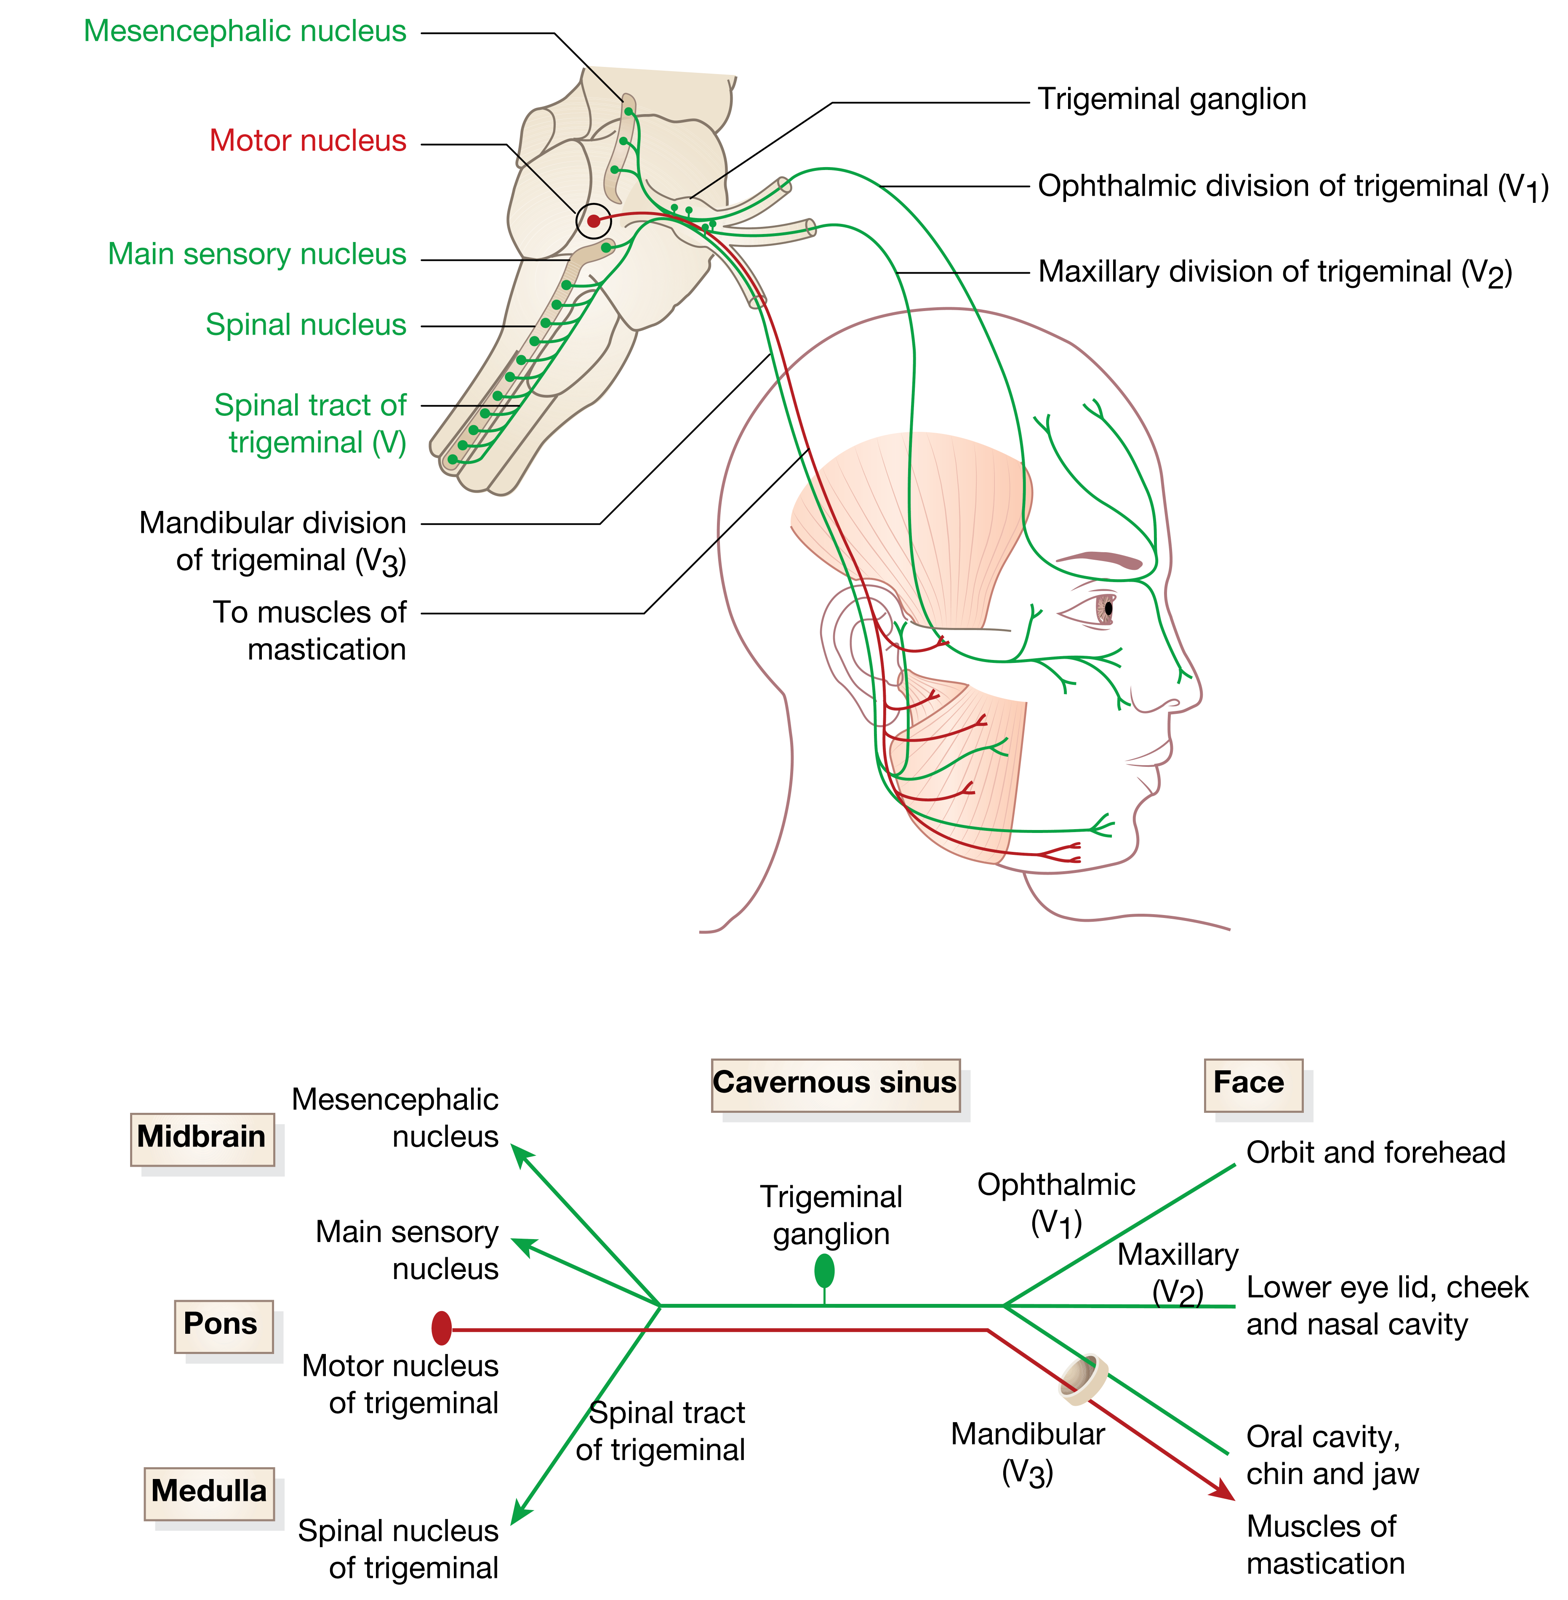 Mesencephalic nucleus
Motor nucleus
Main sensory nucleus
Spinal nucleus
Spinal tract of
trigeminal (V)
Mandibular division
of trigeminal (V3)
To muscles of
mastication
Trigeminal ganglion
Ophthalmic division of trigeminal (V1)
Maxillary division of trigeminal (V2)
Midbrain
Pons
Medulla
Mesencephalic
nucleus
Main sensory
nucleus
Motor nucleus
of trigeminal
Spinal nucleus
of trigeminal
Spinal tract
of trigeminal
Cavernous sinus
Trigeminal
ganglion
Ophthalmic
(V1)
Maxillary
(V2)
Mandibular
(V3)
Face
Orbit and forehead
Lower eye lid, cheek
and nasal cavity
Oral cavity,
chin and jaw
Muscles of
mastication